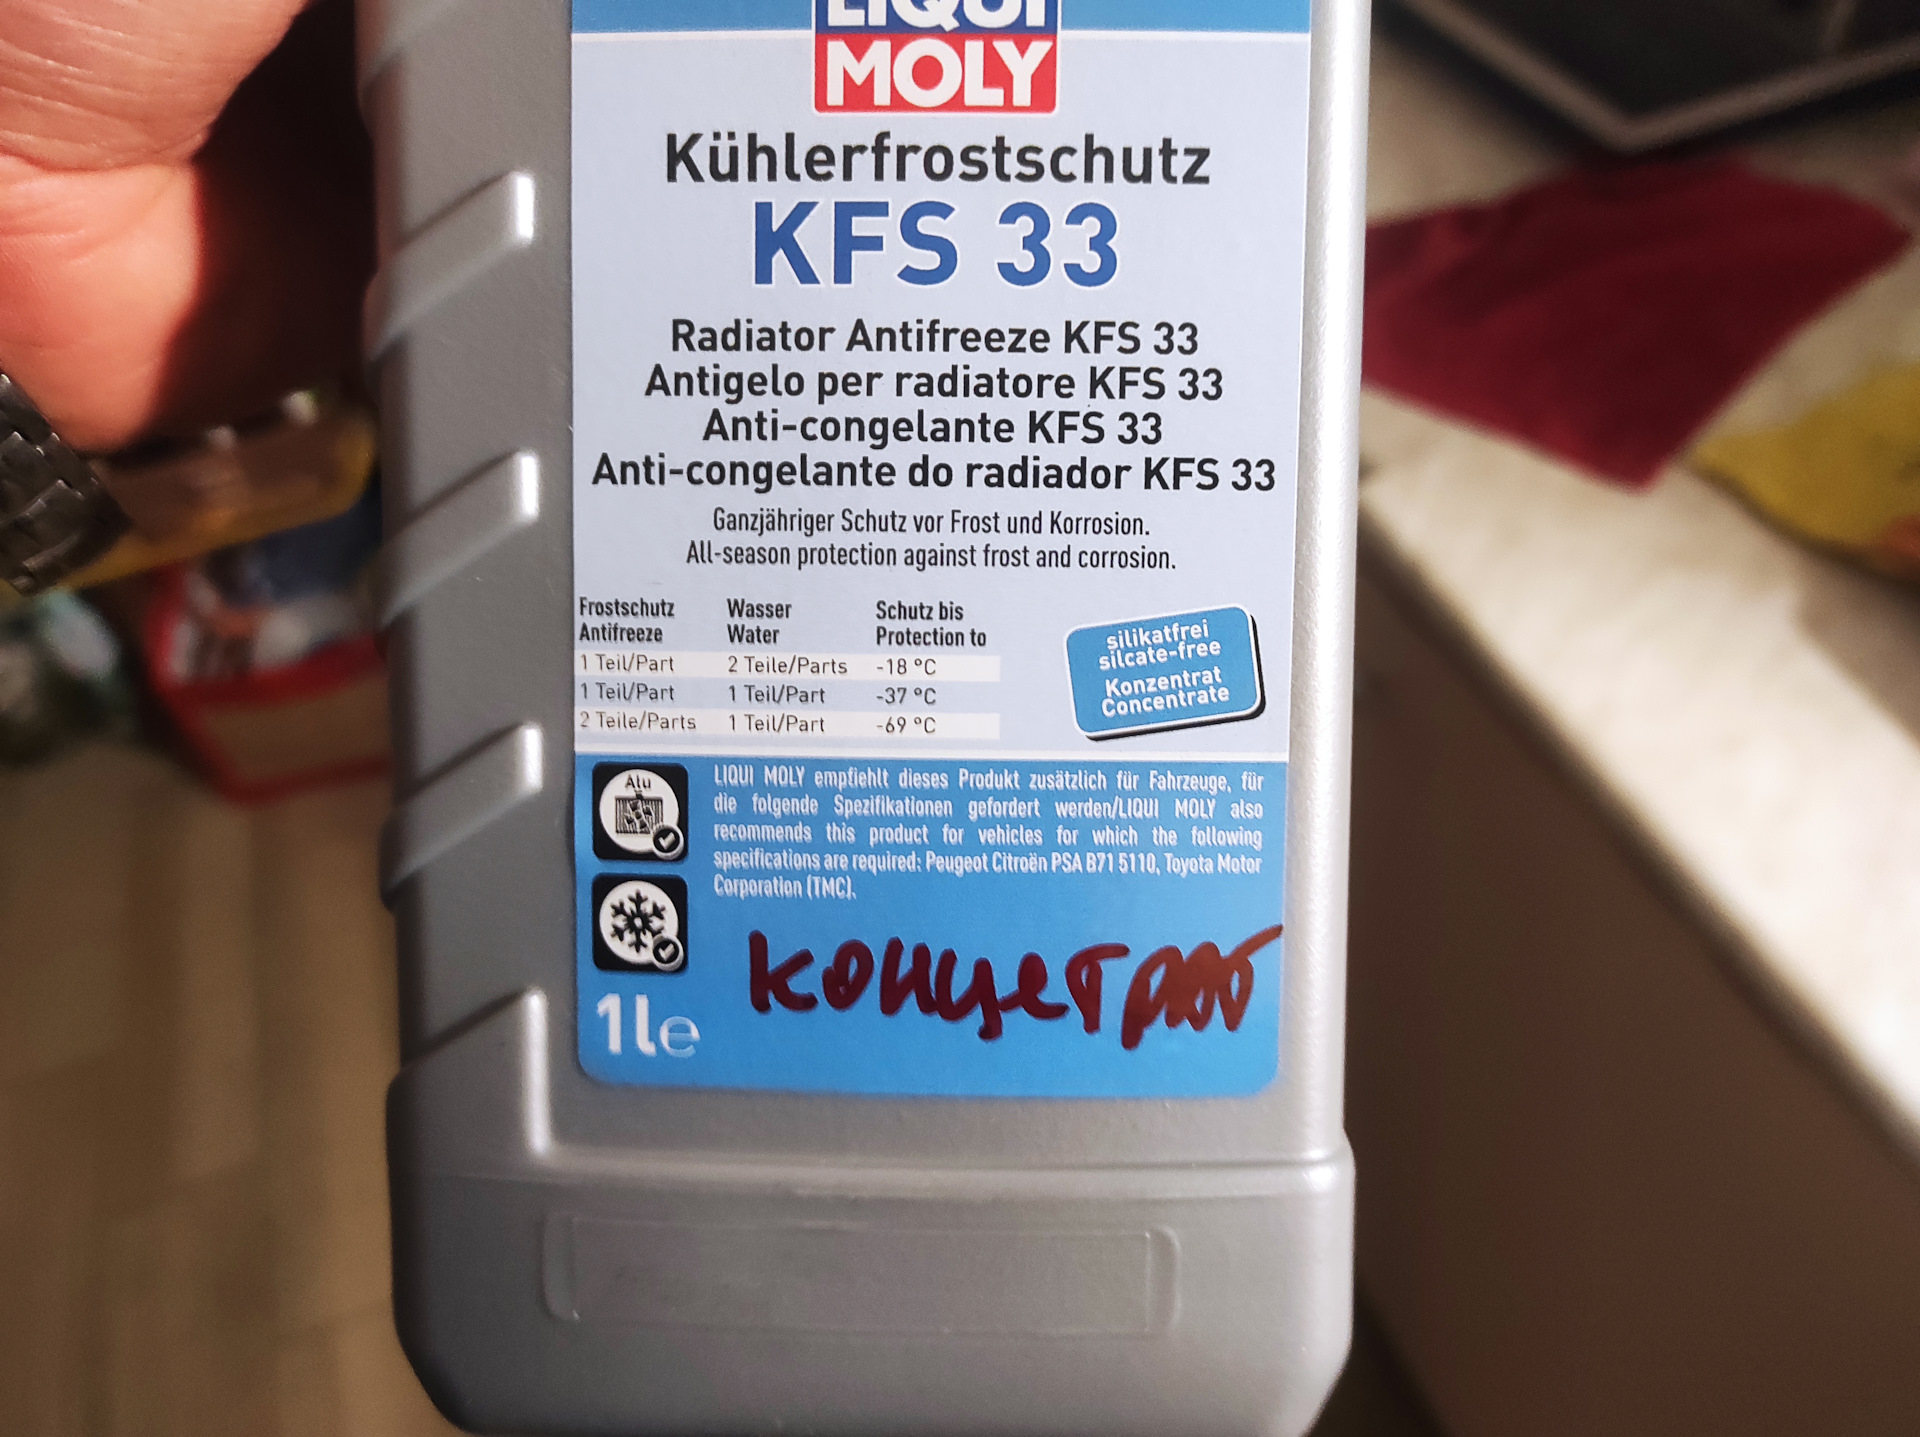 LIQUI
MOLY
Kühlerfrostschutz
KFS 33
Radiator Antifreeze KFS 33
Antigelo per radiatore KFS 33
Anti-congelante KFS 33
Anti-congelante do radiador KFS 33
Ganzjähriger Schutz vor Frost und Korrosion.
All-season protection against frost and corrosion.
Frostschutz Wasser Schutz bis
Antifreeze Water Protection to
1 Teil/Part 2 Teile/Parts -18 °C
1 Teil/Part 1 Teil/Part -37 °C
2 Teile/Parts 1 Teil/Part -69 °C
silikatfrei
silcate-free
Konzentrat
Concentrate
Alu
LIQUI MOLY empfiehlt dieses Produkt zusätzlich für Fahrzeuge, für
die folgende Spezifikationen gefordert werden/LIQUI MOLY also
recommends this product for vehicles for which the following
specifications are required: Peugeot Citroën PSA B71 5110, Toyota Motor
Corporation (TMC).
концетрат
1l e